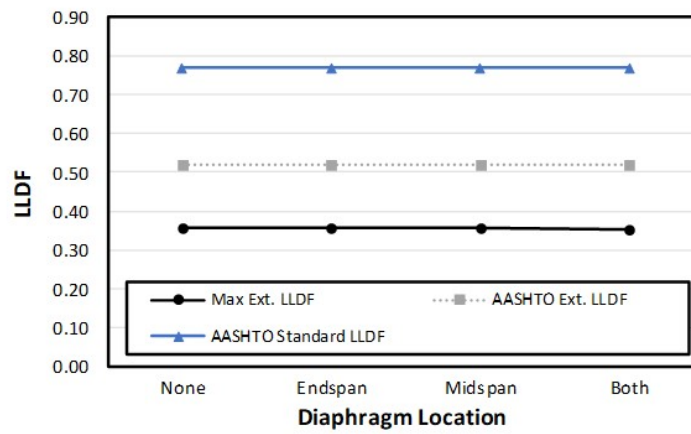 0.90
0.80
0.70
0.60
0.50
0.40
0.30
0.20
0.10
0.00
LLDF
Max Ext. LLDF
AASHTO Ext. LLDF
AASHTO Standard LLDF
None
Endspan
Midspan
Both
Diaphragm Location